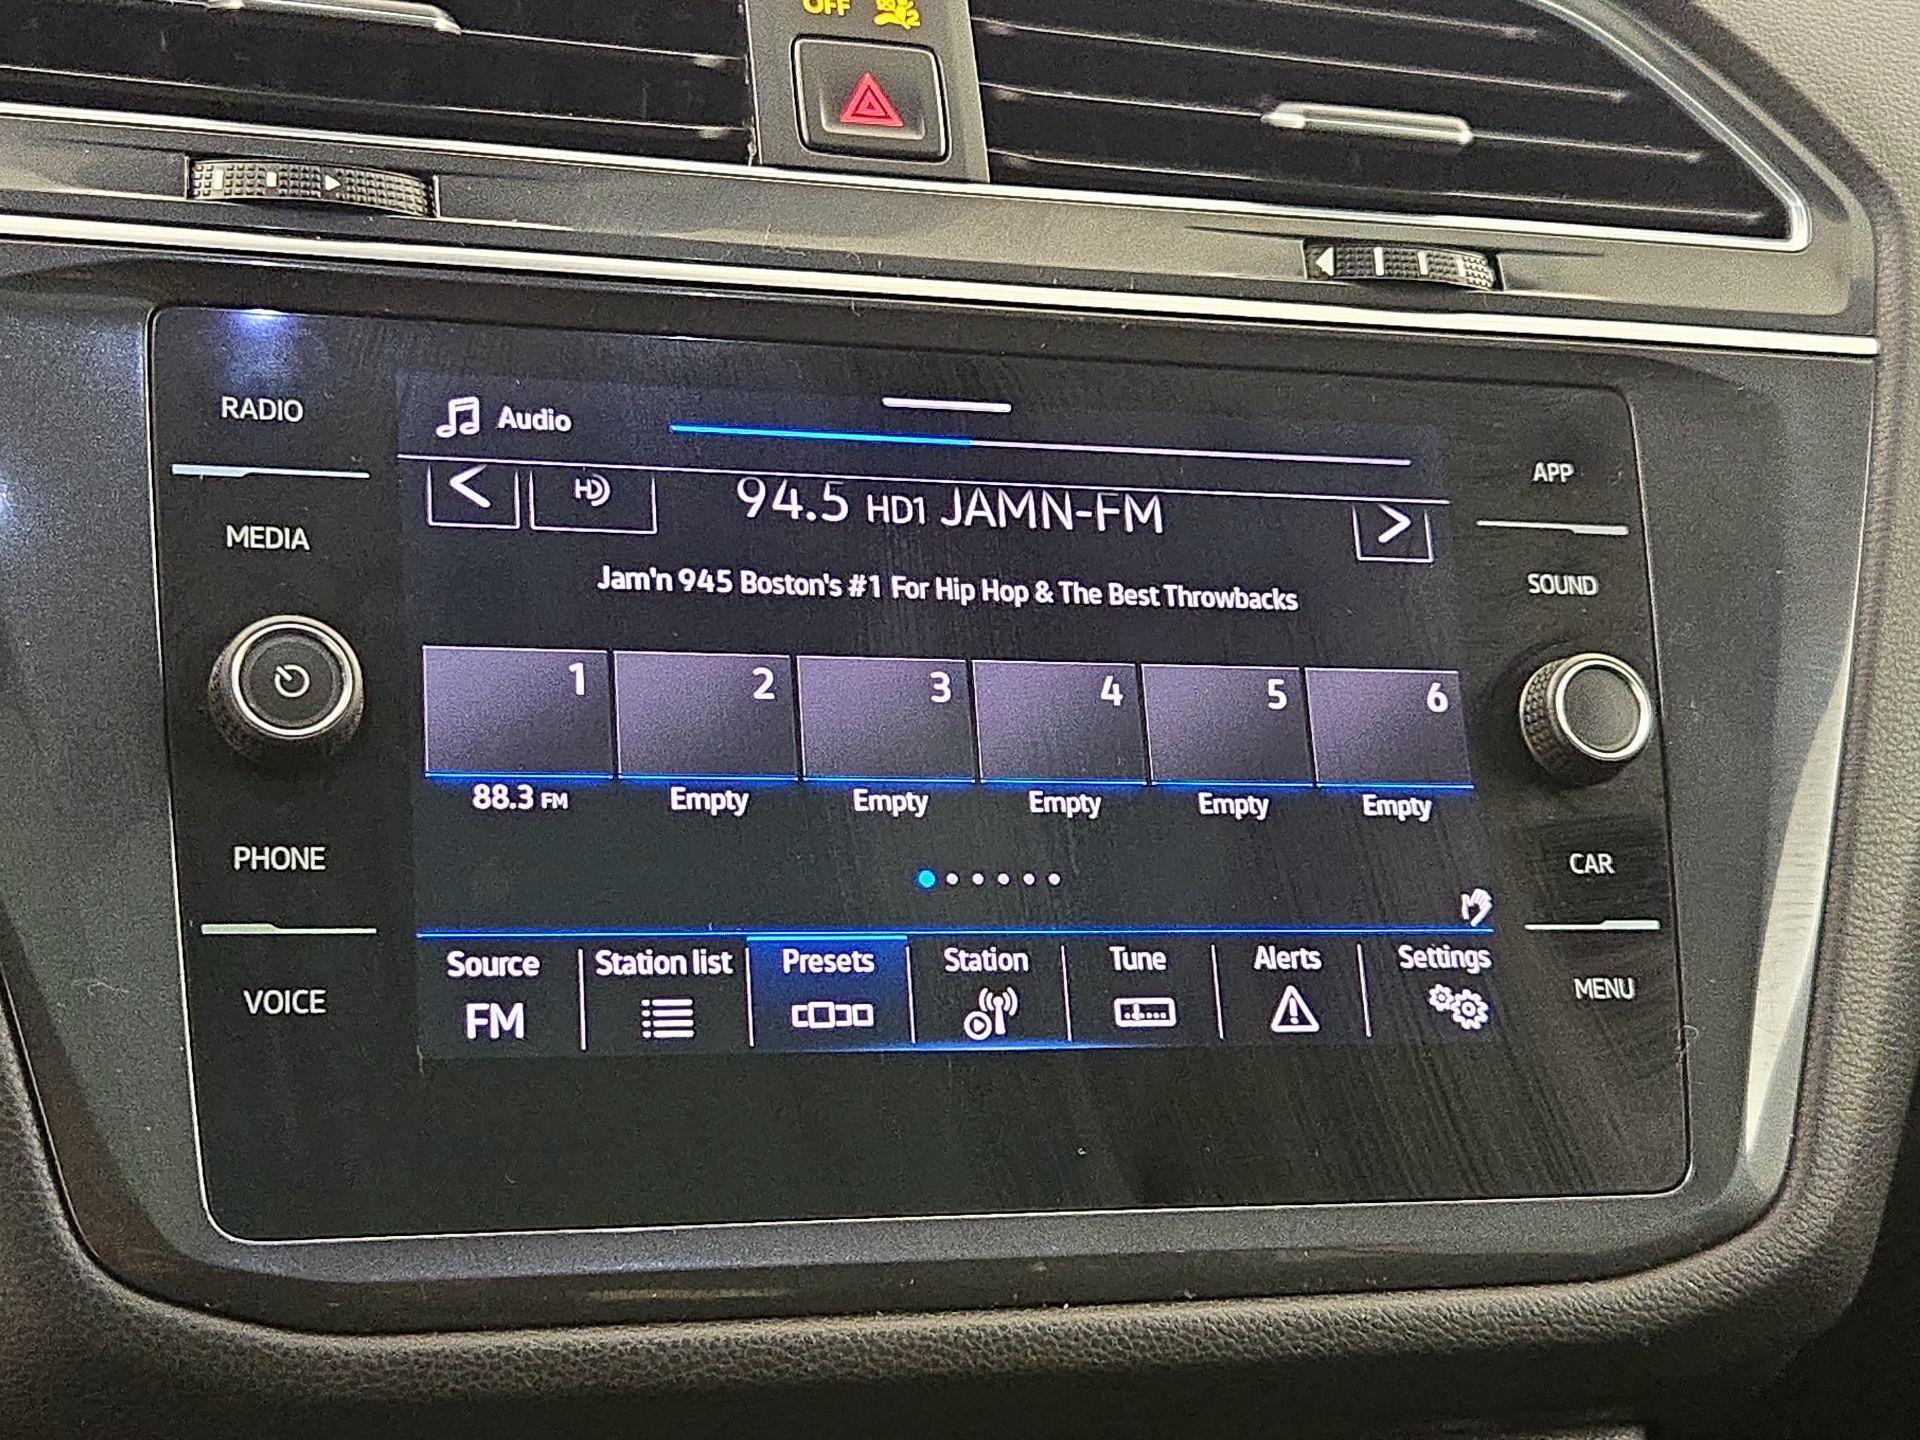 OFF
2
RADIO
MEDIA
PHONE
VOICE
Audio
HD
94.5 HD1 JAMN-FM
Jam'n 945 Boston's #1 For Hip Hop & The Best Throwbacks
1 2 3 4 5 6
88.3 FM Empty Empty Empty Empty Empty
Source Station list Presets Station Tune Alerts Settings
FM
APP
SOUND
CAR
MENU